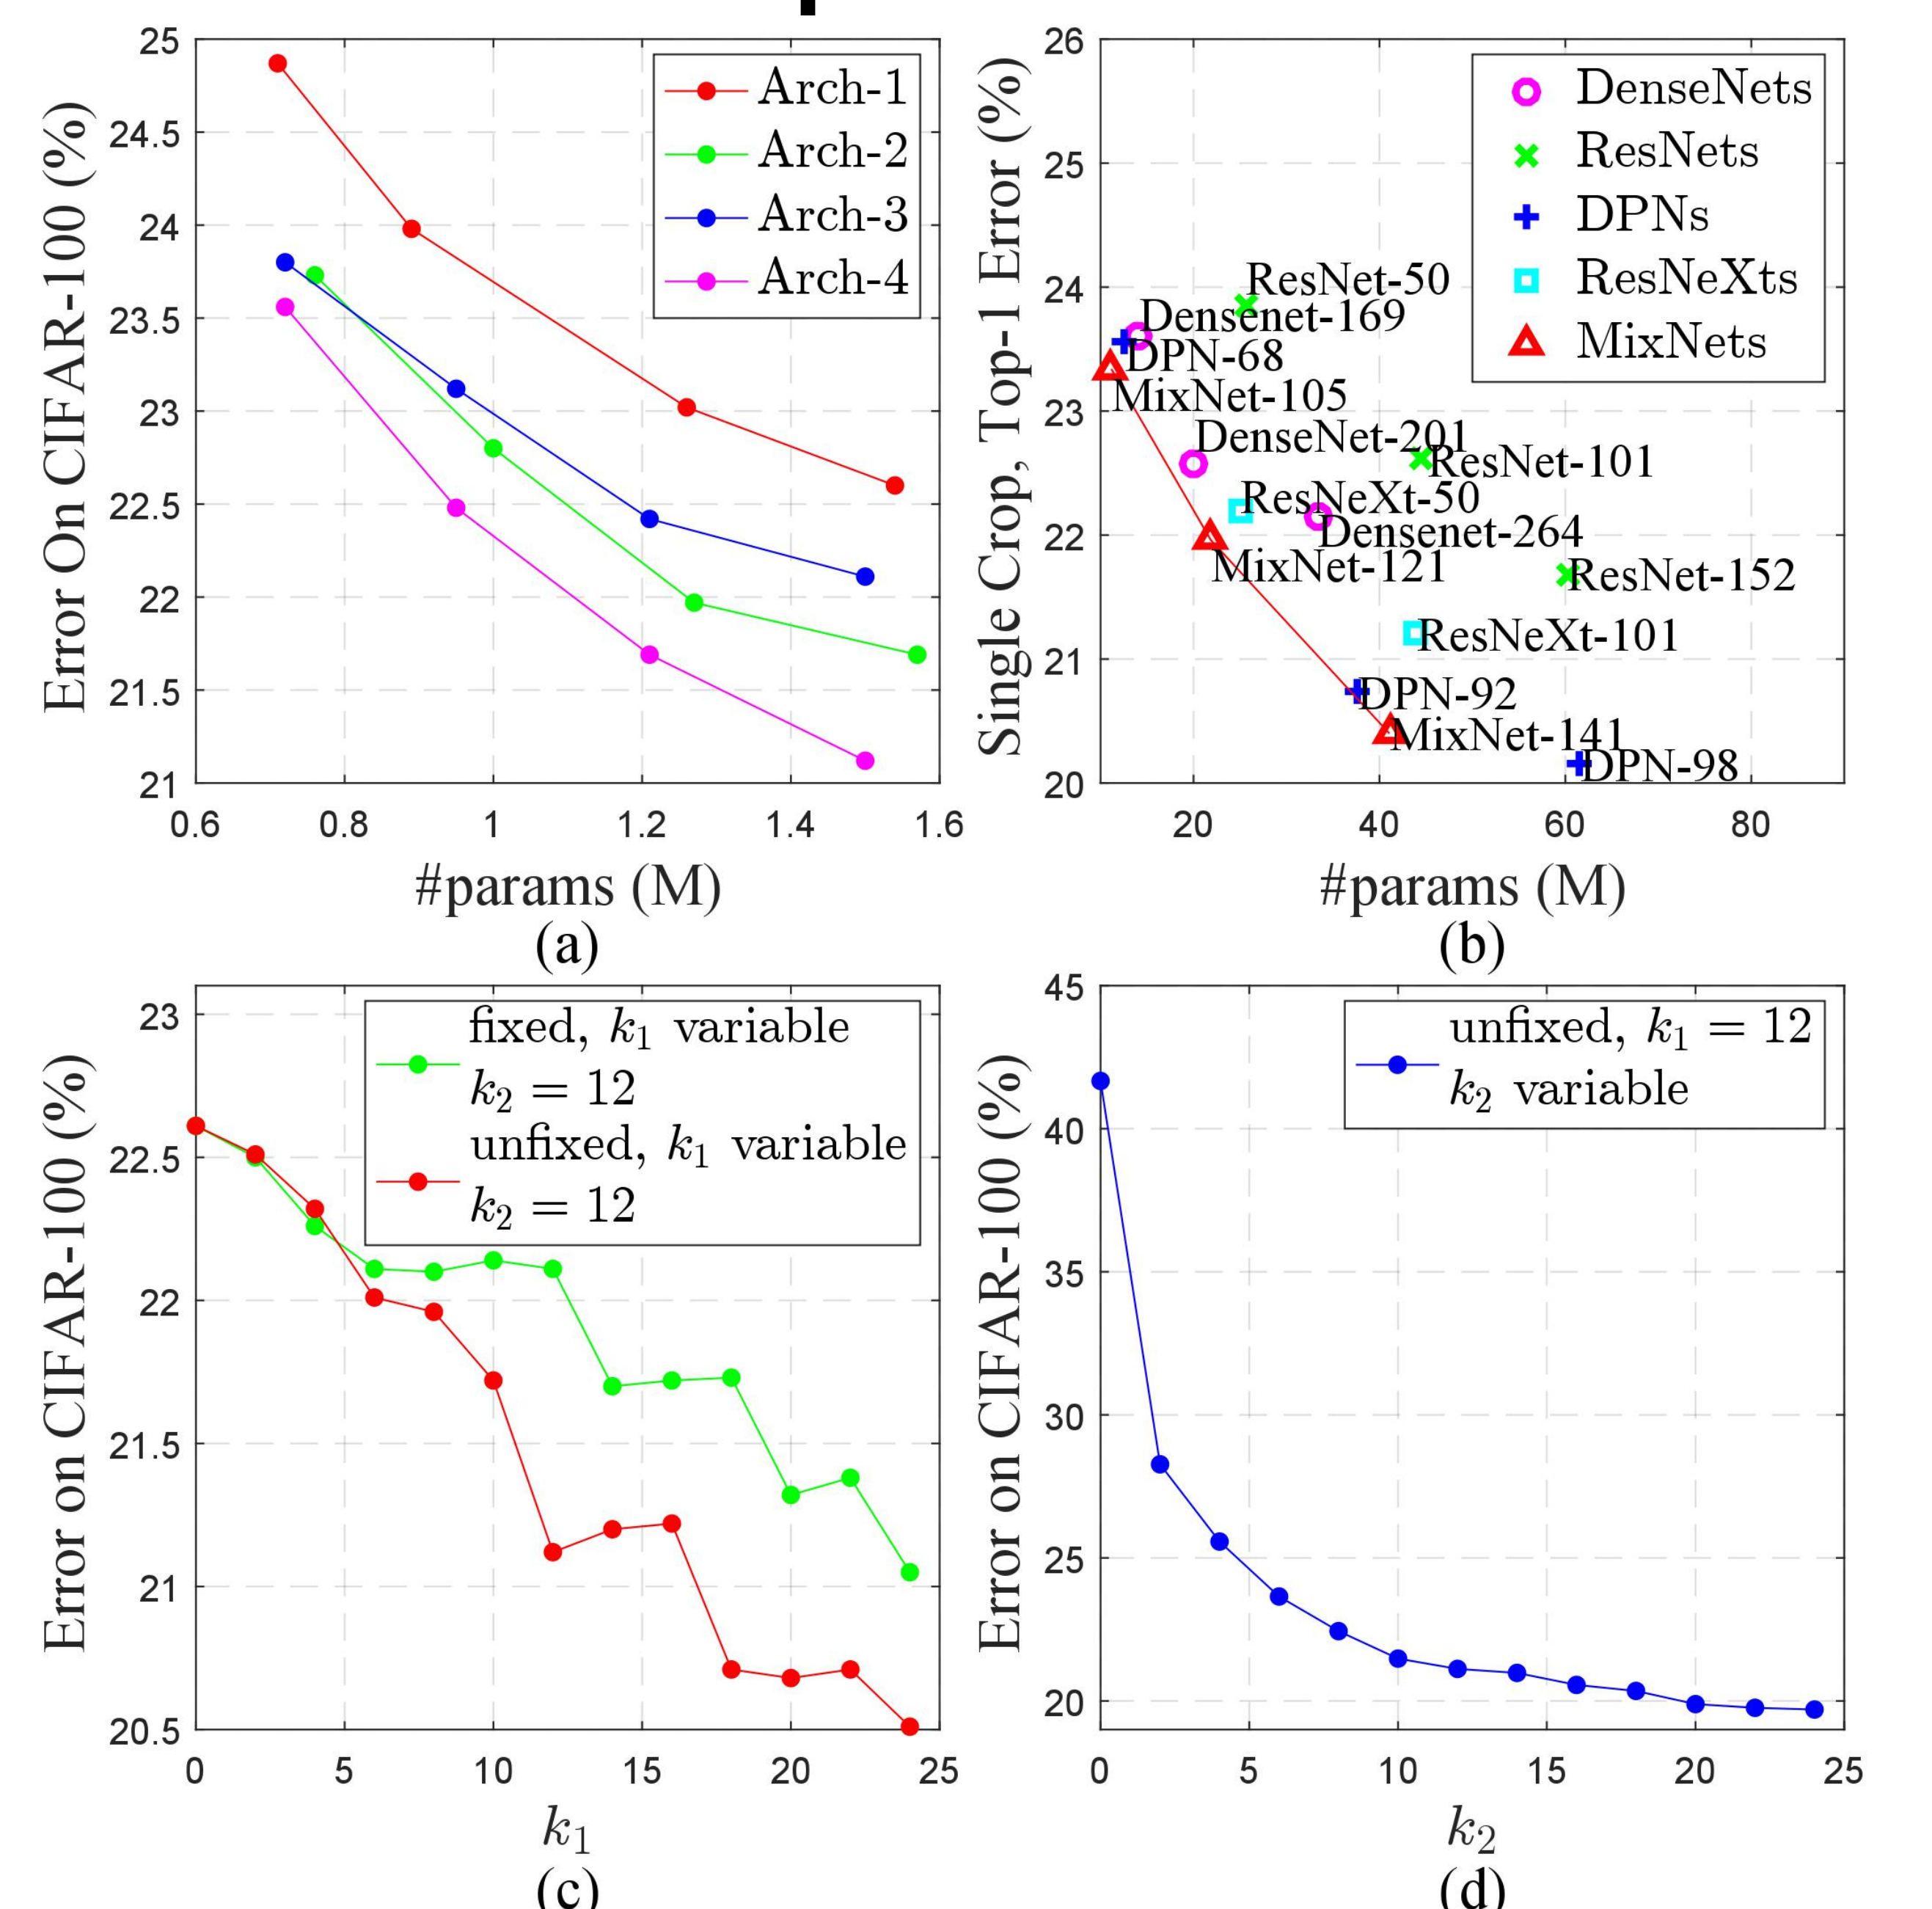 25
24.5
24
23.5
23
22.5
22
21.5
21
0.6 0.8 1 1.2 1.4 1.6
Error On CIFAR-100 (%)
#params (M)
(a)
Arch-1
Arch-2
Arch-3
Arch-4
26
25
24
23
22
21
20
20 40 60 80
Single Crop, Top-1 Error (%)
#params (M)
(b)
DenseNets
ResNets
DPNs
ResNeXts
MixNets
ResNet-50
Densenet-169
DPN-68
MixNet-105
DenseNet-201
ResNet-101
ResNeXt-50
Densenet-264
MixNet-121
ResNet-152
ResNeXt-101
DPN-92
MixNet-141
DPN-98
23
22.5
22
21.5
21
20.5
0 5 10 15 20 25
Error on CIFAR-100 (%)
k₁
(c)
fixed, k₁ variable
k₂ = 12
unfixed, k₁ variable
k₂ = 12
45
40
35
30
25
20
0 5 10 15 20 25
Error on CIFAR-100 (%)
k₂
(d)
unfixed, k₁ = 12
k₂ variable